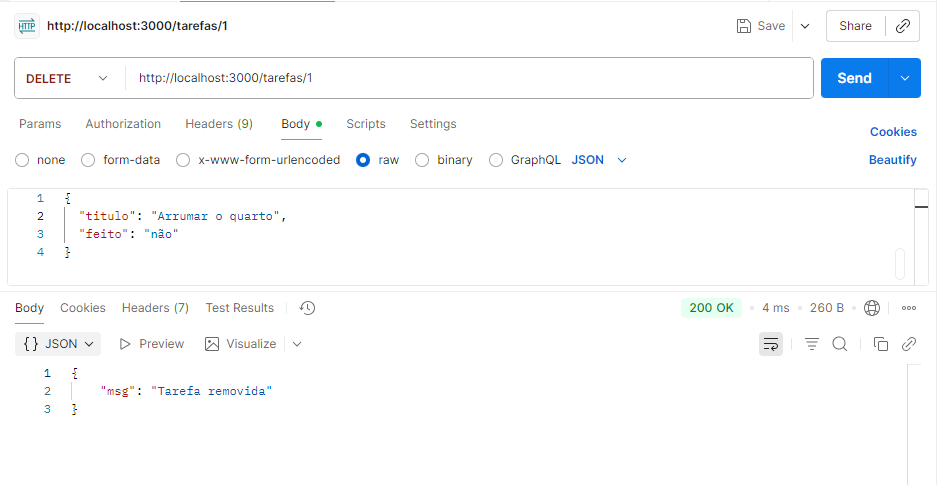 HTTP http://localhost:3000/tarefas/1 Save Share
DELETE http://localhost:3000/tarefas/1 Send
Params Authorization Headers (9) Body Scripts Settings Cookies
none form-data x-www-form-urlencoded raw binary GraphQL JSON Beautify
1 {
2 "titulo": "Arrumar o quarto",
3 "feito": "não"
4 }
Body Cookies Headers (7) Test Results 200 OK 4 ms 260 B
{} JSON Preview Visualize
1 {
2 "msg": "Tarefa removida"
3 }